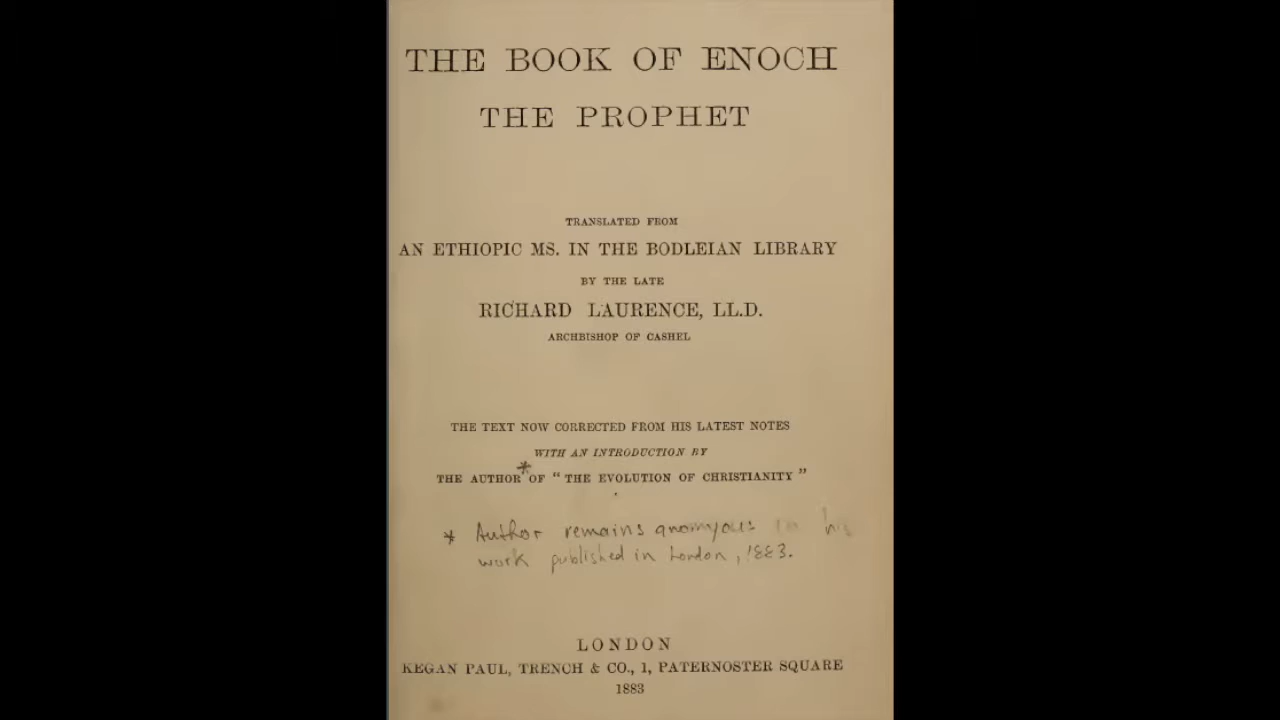 THE BOOK OF ENOCH
THE PROPHET
TRANSLATED FROM
AN ETHIOPIC MS. IN THE BODLEIAN LIBRARY
BY THE LATE
RICHARD LAURENCE, LL.D.
ARCHBISHOP OF CASHEL
THE TEXT NOW CORRECTED FROM HIS LATEST NOTES
WITH AN INTRODUCTION BY
THE AUTHOR * OF “ THE EVOLUTION OF CHRISTIANITY ”
* Author remains anomyous in his
work published in London, 1883.
LONDON
KEGAN PAUL, TRENCH & CO., 1, PATERNOSTER SQUARE
1883